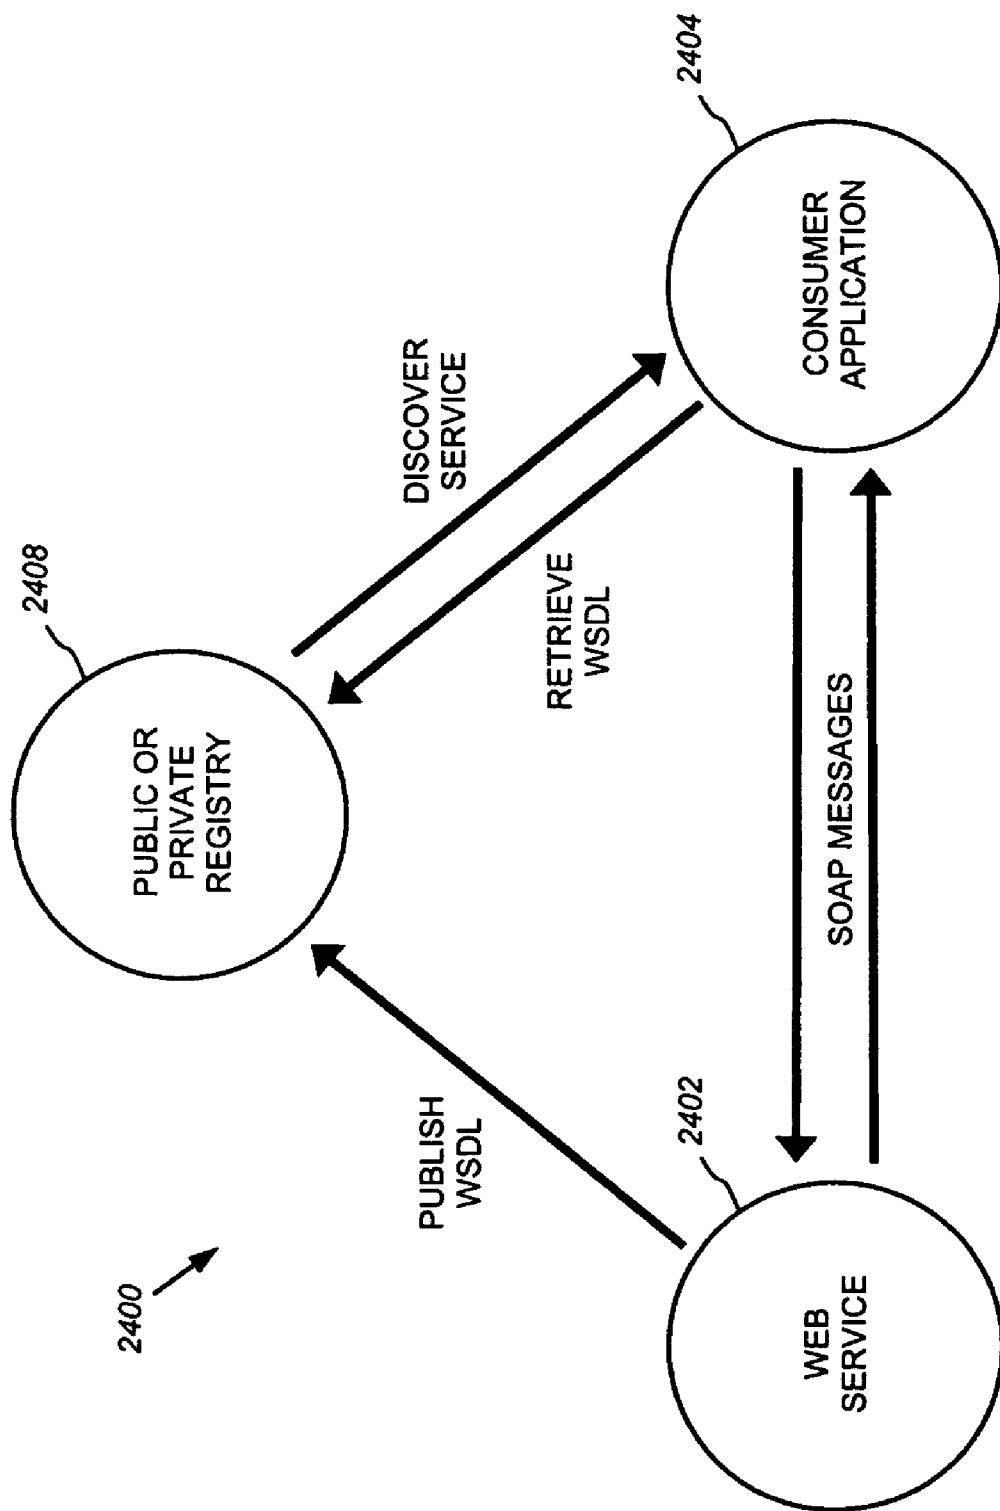 2400
2408
PUBLIC OR
PRIVATE
REGISTRY
PUBLISH
WSDL
DISCOVER
SERVICE
RETRIEVE
WSDL
2402
WEB
SERVICE
SOAP MESSAGES
2404
CONSUMER
APPLICATION